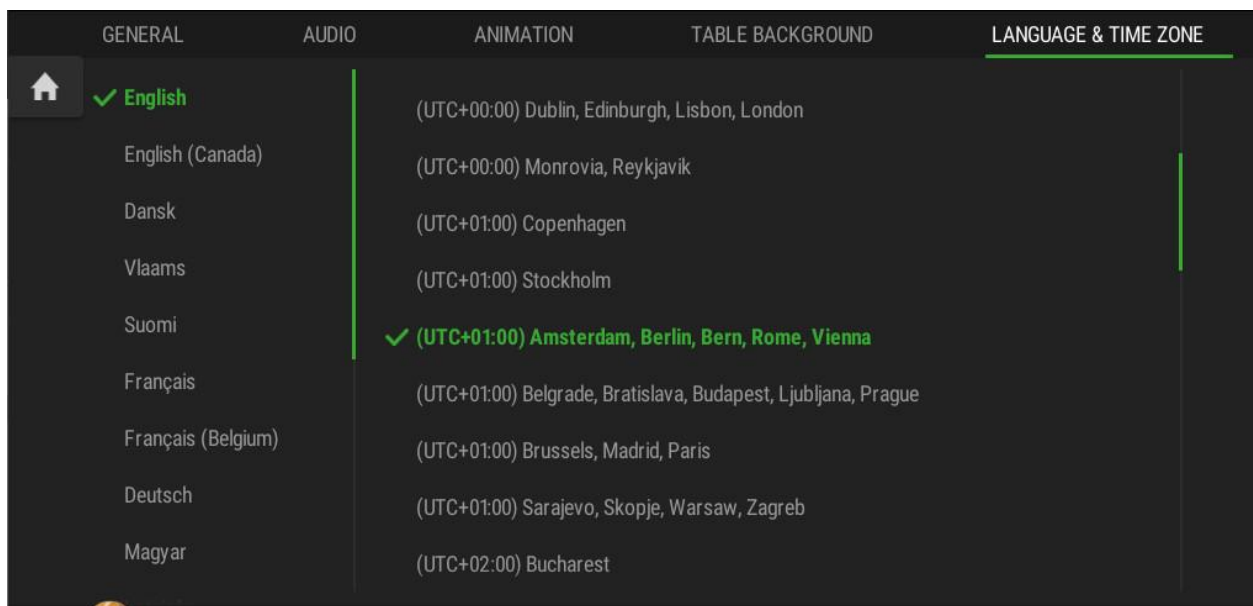 GENERAL AUDIO ANIMATION TABLE BACKGROUND LANGUAGE & TIME ZONE
English
English (Canada)
Dansk
Vlaams
Suomi
Français
Français (Belgium)
Deutsch
Magyar
(UTC+00:00) Dublin, Edinburgh, Lisbon, London
(UTC+00:00) Monrovia, Reykjavik
(UTC+01:00) Copenhagen
(UTC+01:00) Stockholm
(UTC+01:00) Amsterdam, Berlin, Bern, Rome, Vienna
(UTC+01:00) Belgrade, Bratislava, Budapest, Ljubljana, Prague
(UTC+01:00) Brussels, Madrid, Paris
(UTC+01:00) Sarajevo, Skopje, Warsaw, Zagreb
(UTC+02:00) Bucharest